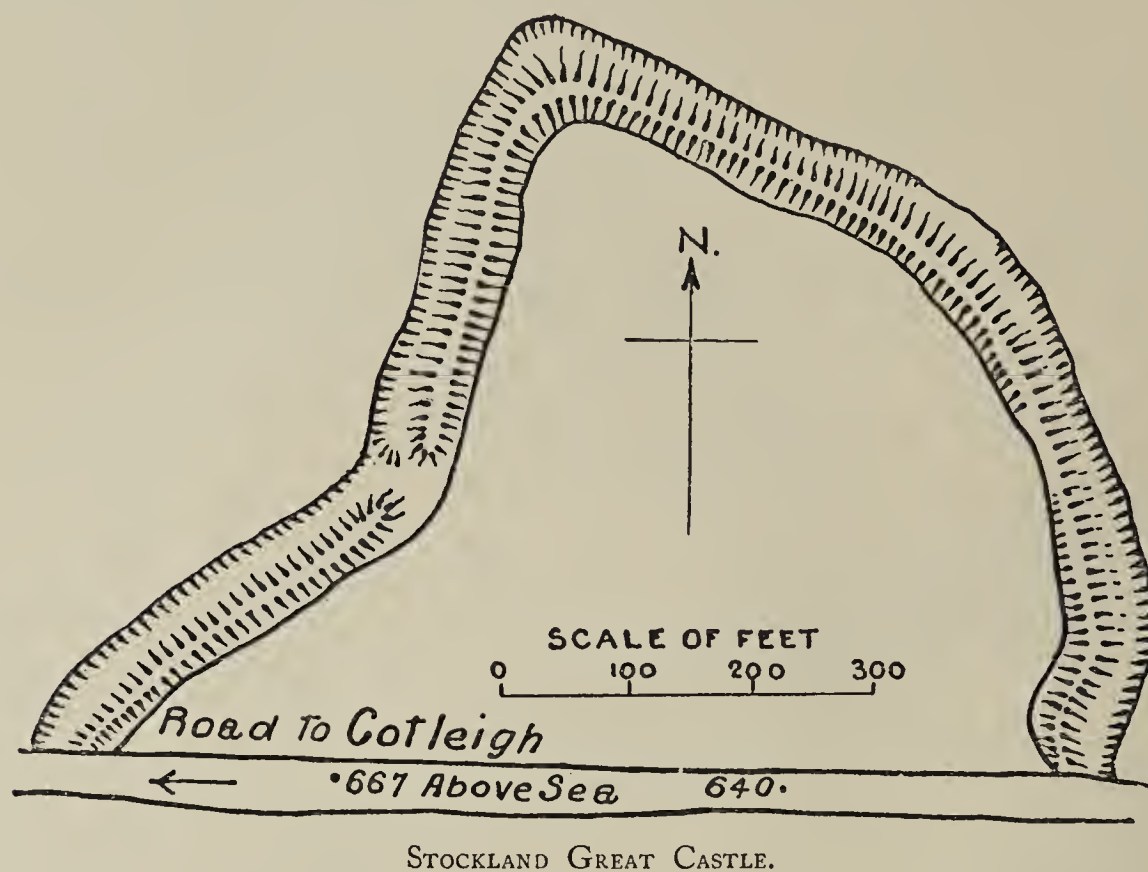 N.
SCALE OF FEET
0 100 200 300
Road To Cotleigh
•667 Above Sea 640•
STOCKLAND GREAT CASTLE.